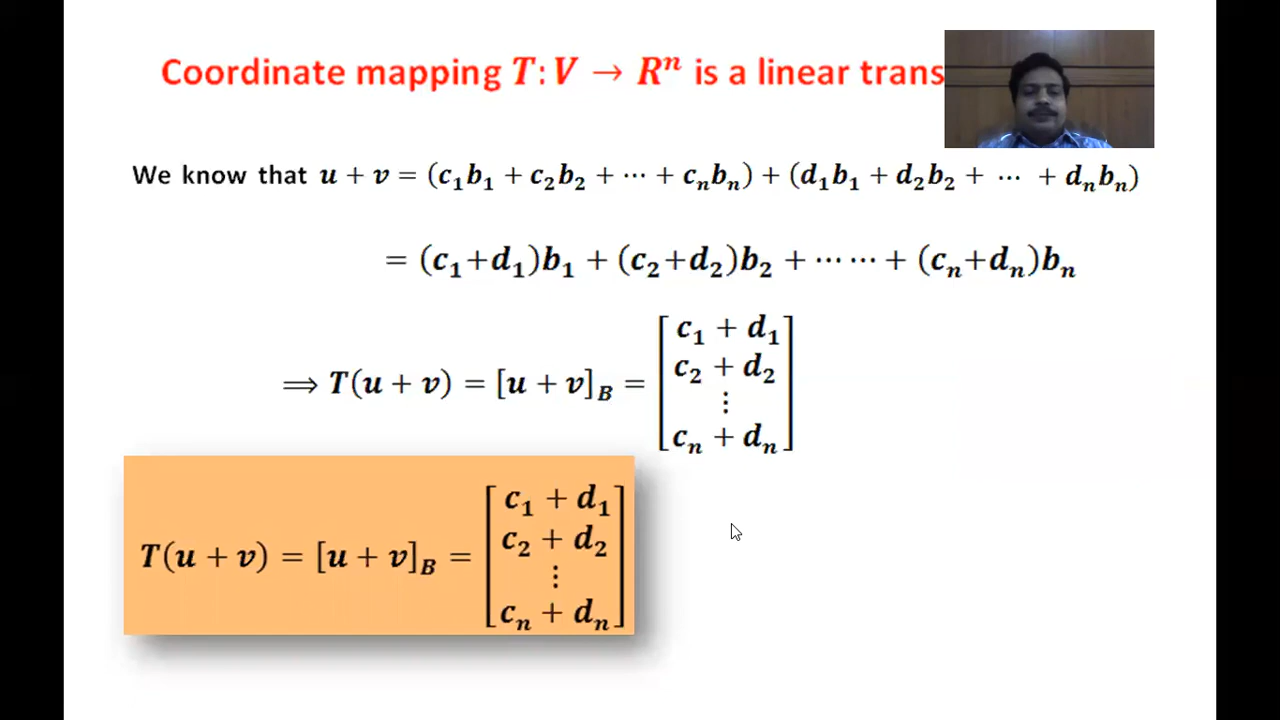 Coordinate mapping T: V → Rⁿ is a linear trans
We know that u + v = (c₁b₁ + c₂b₂ + ⋯ + cₙbₙ) + (d₁b₁ + d₂b₂ + ⋯ + dₙbₙ)
= (c₁+d₁)b₁ + (c₂+d₂)b₂ + ⋯⋯ + (cₙ+dₙ)bₙ
⟹ T(u + v) = [u + v]_B = [c₁ + d₁
c₂ + d₂
⋮
cₙ + dₙ]
T(u + v) = [u + v]_B = [c₁ + d₁
c₂ + d₂
⋮
cₙ + dₙ]